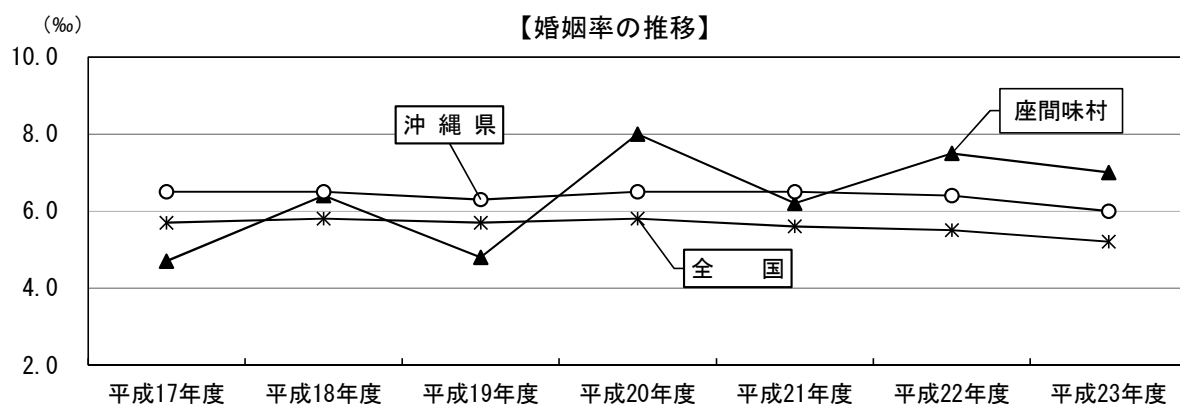 (‰)
【婚姻率の推移】
10.0
8.0
6.0
4.0
2.0
沖縄県
座間味村
全国
平成17年度 平成18年度 平成19年度 平成20年度 平成21年度 平成22年度 平成23年度